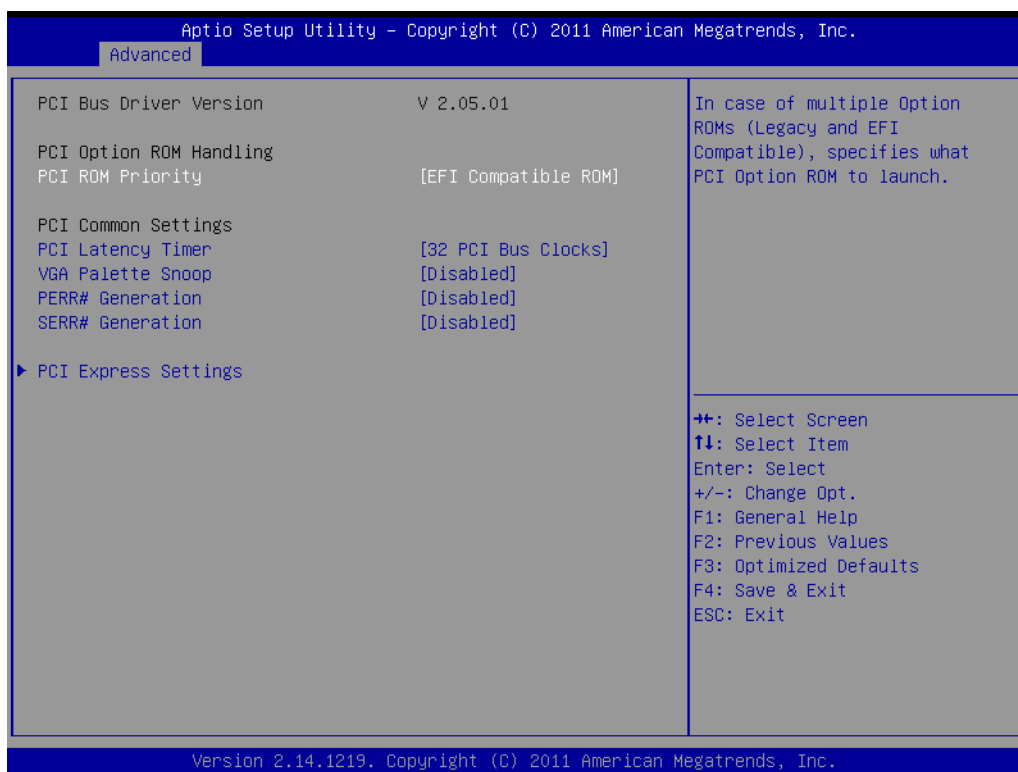 Aptio Setup Utility – Copyright (C) 2011 American Megatrends, Inc.
Advanced
PCI Bus Driver Version V 2.05.01
PCI Option ROM Handling
PCI ROM Priority [EFI Compatible ROM]
PCI Common Settings
PCI Latency Timer [32 PCI Bus Clocks]
VGA Palette Snoop [Disabled]
PERR# Generation [Disabled]
SERR# Generation [Disabled]
▶ PCI Express Settings
In case of multiple Option
ROMs (Legacy and EFI
Compatible), specifies what
PCI Option ROM to launch.
→←: Select Screen
↑↓: Select Item
Enter: Select
+/-: Change Opt.
F1: General Help
F2: Previous Values
F3: Optimized Defaults
F4: Save & Exit
ESC: Exit
Version 2.14.1219. Copyright (C) 2011 American Megatrends, Inc.